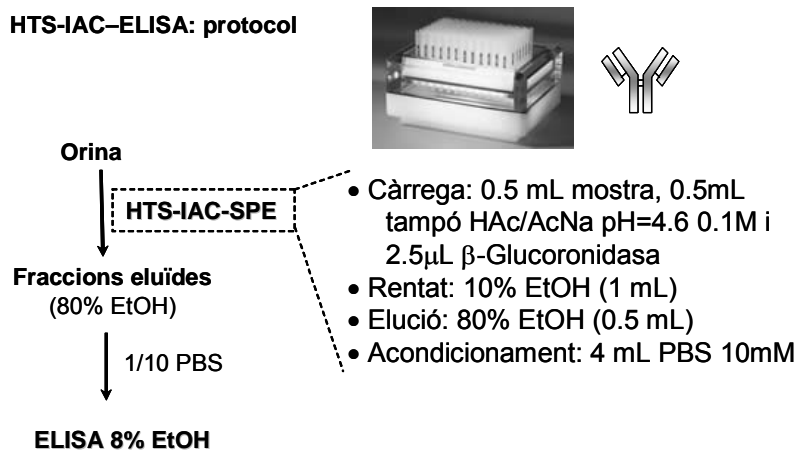 HTS-IAC–ELISA: protocol
Orina
HTS-IAC-SPE
Fraccions eluïdes
(80% EtOH)
1/10 PBS
ELISA 8% EtOH
• Càrrega: 0.5 mL mostra, 0.5mL
tampó HAc/AcNa pH=4.6 0.1M i
2.5μL β-Glucoronidasa
• Rentat: 10% EtOH (1 mL)
• Elució: 80% EtOH (0.5 mL)
• Acondicionament: 4 mL PBS 10mM